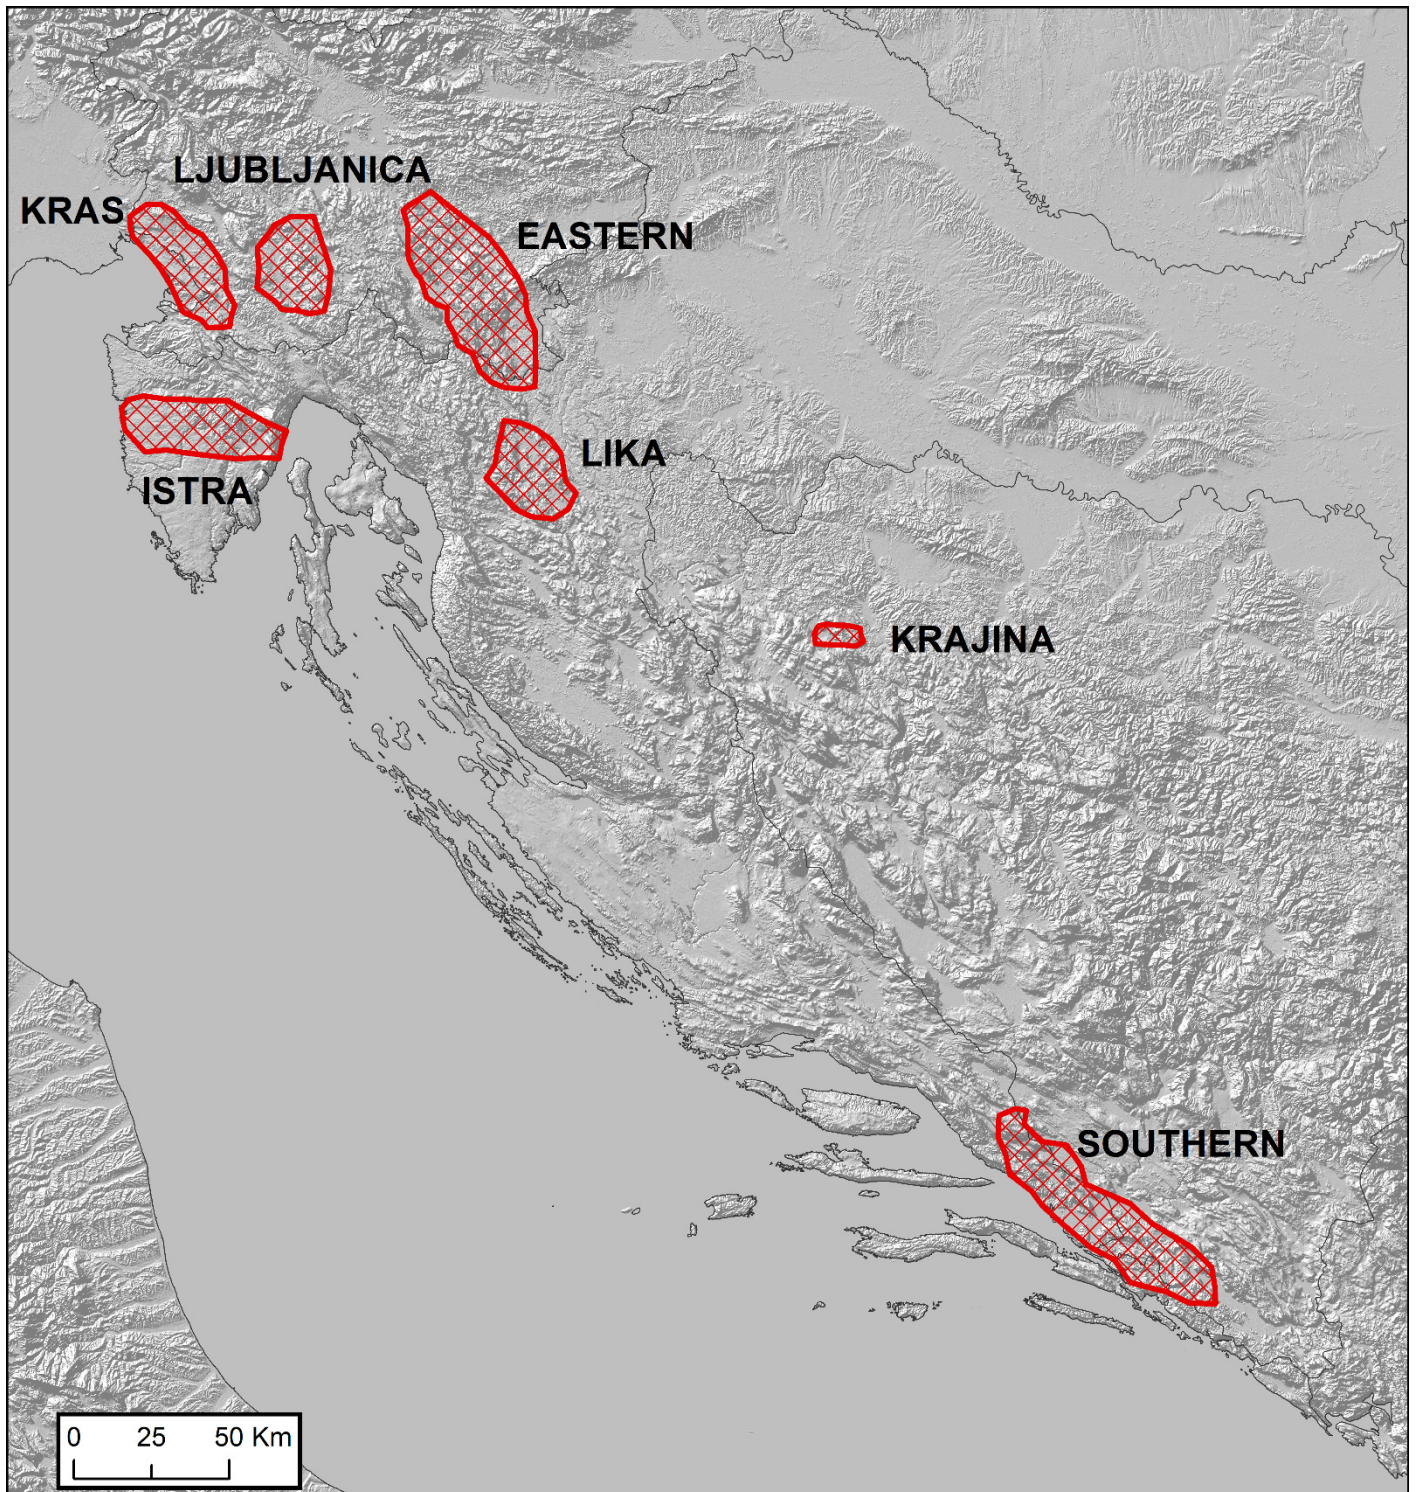 LJUBLJANICA
KRAS
EASTERN
LIKA
ISTRA
KRAJINA
SOUTHERN
0 25 50 Km